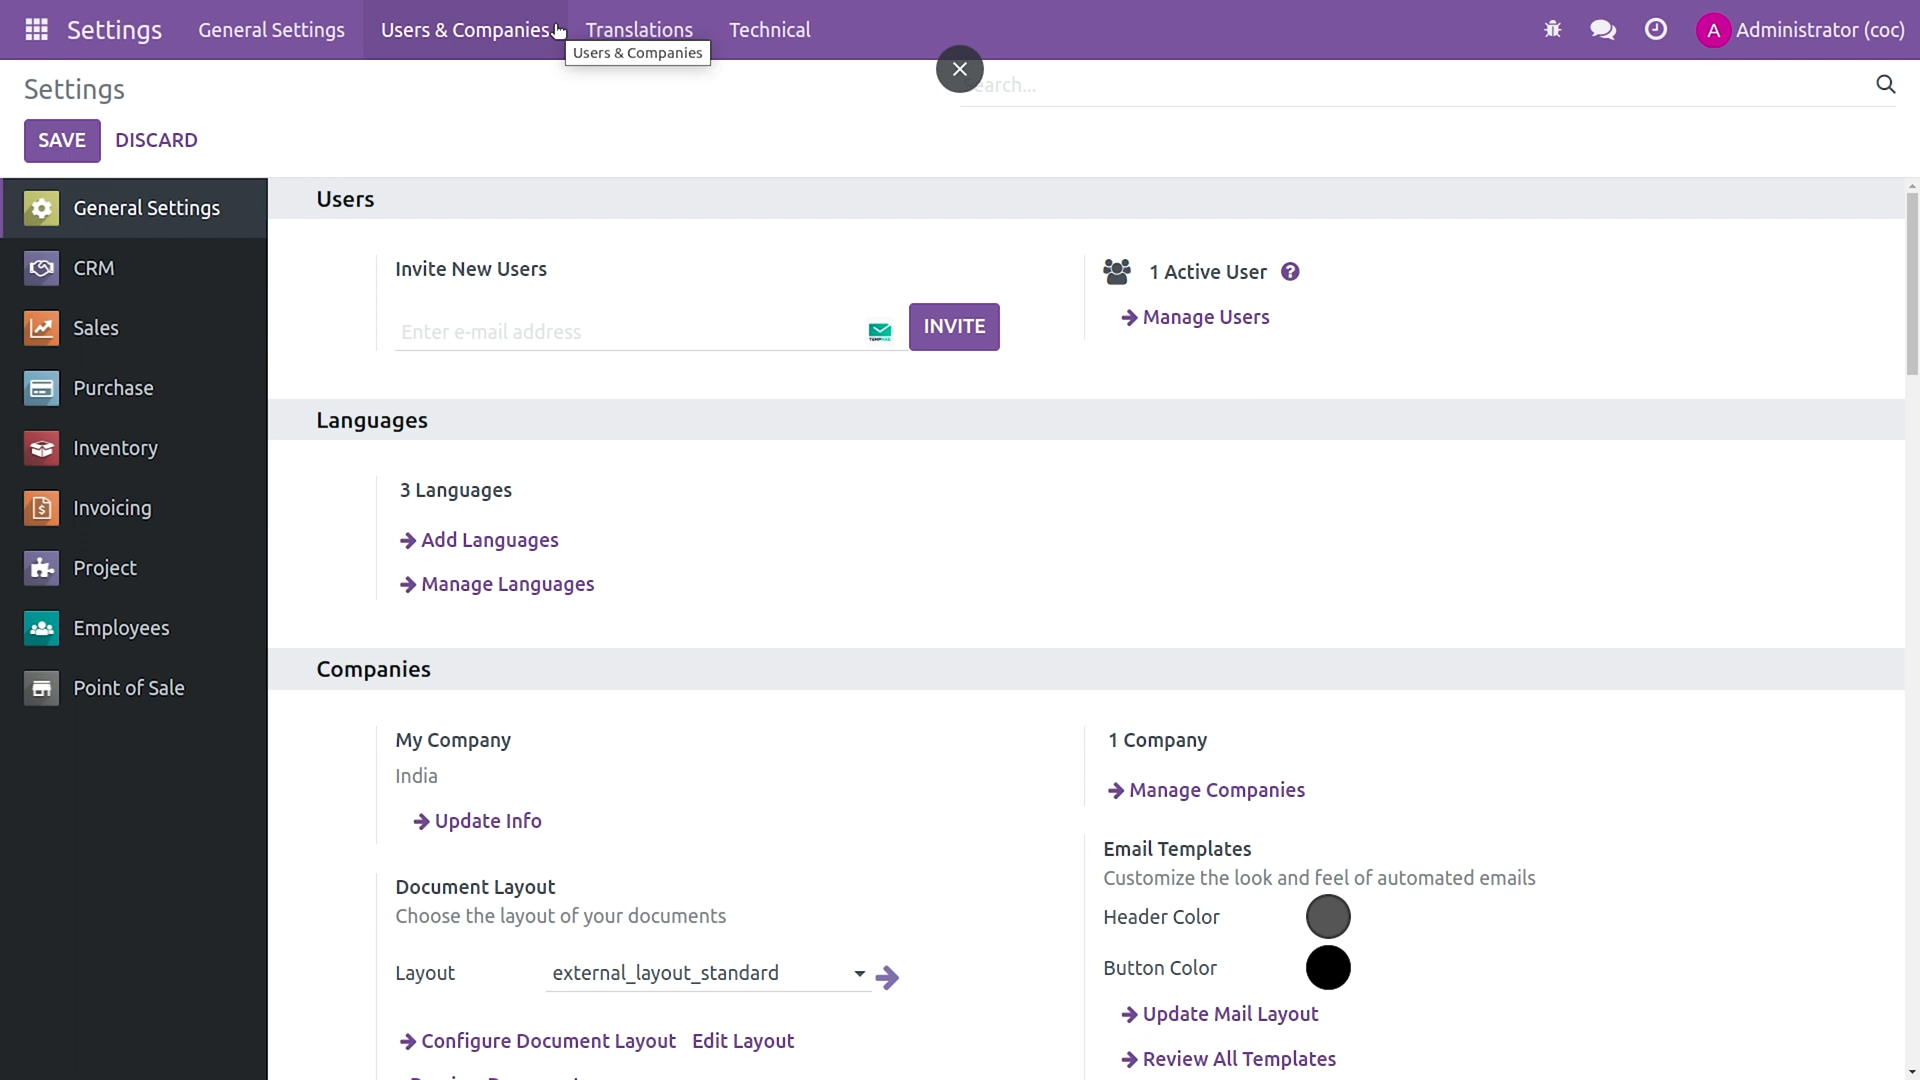 Settings General Settings Users & Companies Translations Technical A Administrator (coc)
Users & Companies
Settings
earch...
SAVE DISCARD
General Settings
CRM
Sales
Purchase
Inventory
Invoicing
Project
Employees
Point of Sale
Users
Invite New Users
Enter e-mail address
INVITE
1 Active User ?
Manage Users
Languages
3 Languages
Add Languages
Manage Languages
Companies
My Company
India
Update Info
1 Company
Manage Companies
Document Layout
Choose the layout of your documents
Layout external_layout_standard
Configure Document Layout Edit Layout
Email Templates
Customize the look and feel of automated emails
Header Color
Button Color
Update Mail Layout
Review All Templates